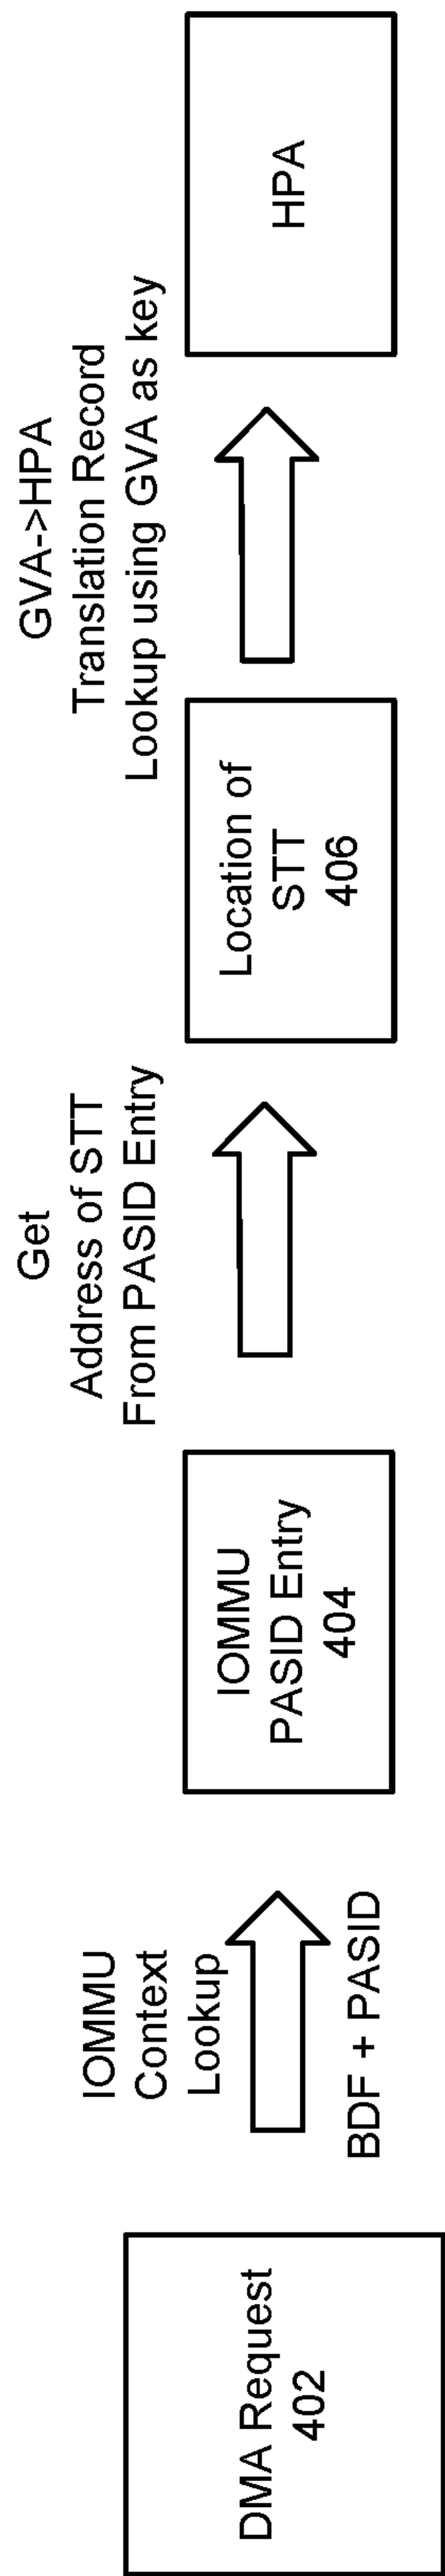 DMA Request
402
IOMMU
Context
Lookup
BDF + PASID
IOMMU
PASID Entry
404
Get
Address of STT
From PASID Entry
Location of
STT
406
GVA->HPA
Translation Record
Lookup using GVA as key
HPA